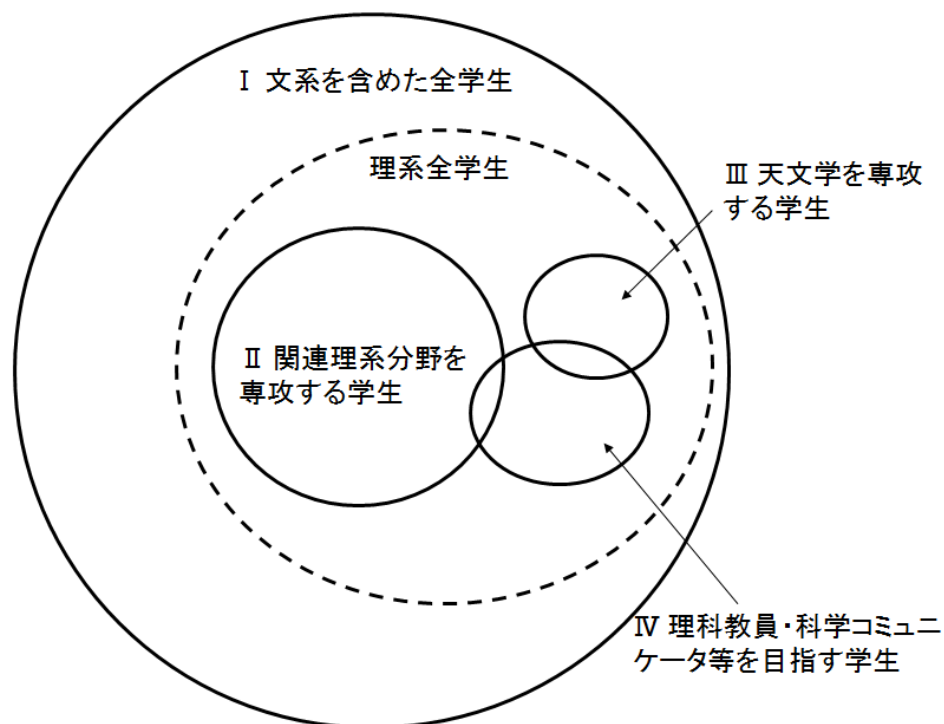 Ⅰ 文系を含めた全学生
理系全学生
Ⅲ 天文学を専攻
する学生
Ⅱ 関連理系分野を
専攻する学生
Ⅳ 理科教員・科学コミュニ
ケータ等を目指す学生